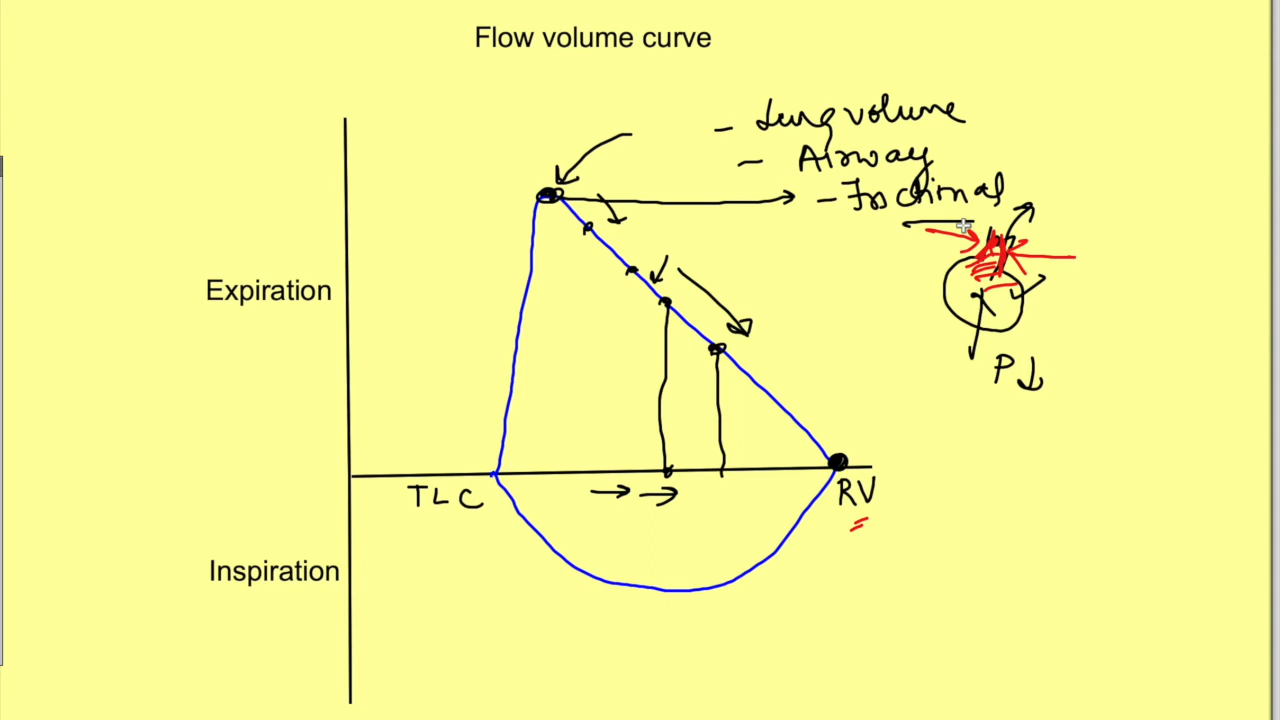 Flow volume curve
- Lung volume
- Airway
- Frictional
Expiration
P↓
TLC
RV
Inspiration